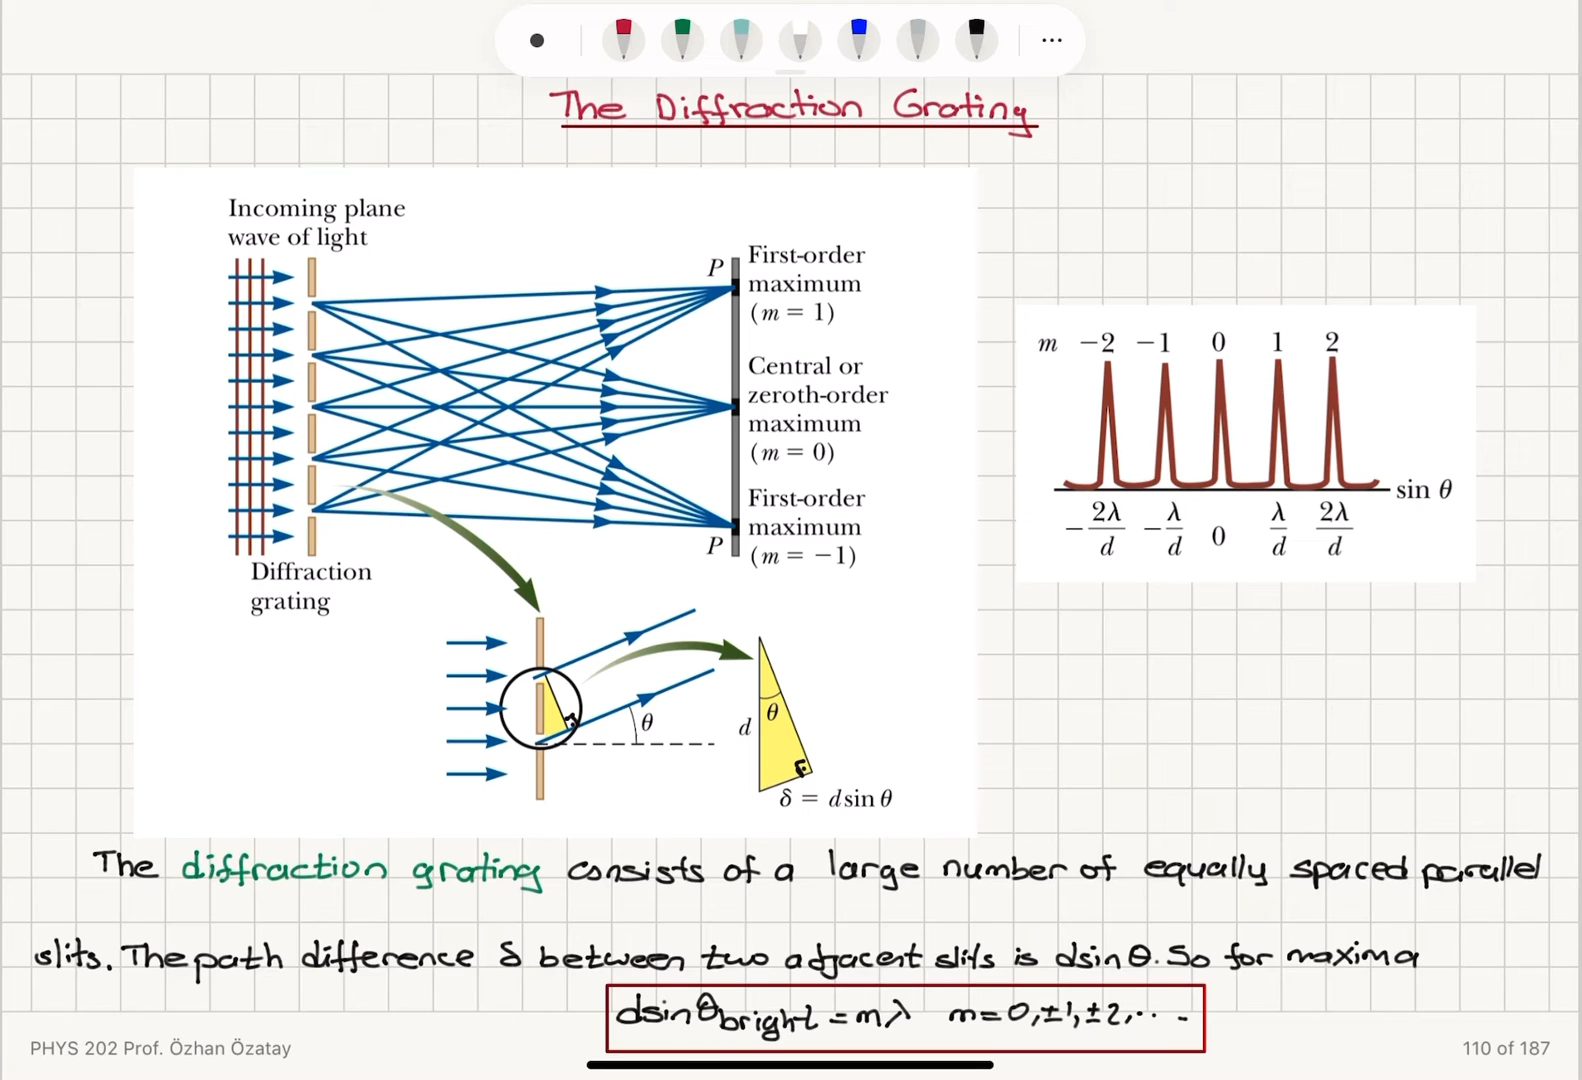 The Diffraction Grating
Incoming plane
wave of light
P
First-order
maximum
(m = 1)
Central or
zeroth-order
maximum
(m = 0)
First-order
maximum
(m = −1)
P
Diffraction
grating
θ
d
θ
δ = d sin θ
m −2 −1 0 1 2
sin θ
−2λ/d −λ/d 0 λ/d 2λ/d
The diffraction grating consists of a large number of equally spaced parallel
slits. The path difference δ between two adjacent slits is dsinθ. So for maxima
dsinθbright = mλ m=0,±1,±2,...
PHYS 202 Prof. Özhan Özatay
110 of 187